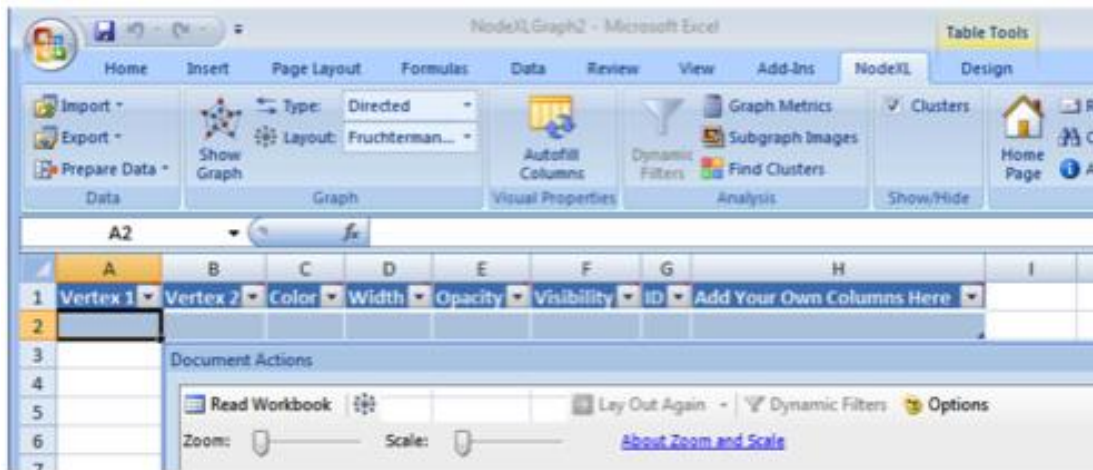 NodeXLGraph2 - Microsoft Excel Table Tools
Home Insert Page Layout Formulas Data Review View Add-Ins NodeXL Design
Import Type: Directed Graph Metrics Clusters R
Export Layout: Fruchterman... Subgraph Images C
Prepare Data Show Graph Autofill Columns Dynamic Filters Find Clusters Home Page A
Data Graph Visual Properties Analysis Show/Hide
A2 fx
A B C D E F G H I
1 Vertex 1 Vertex 2 Color Width Opacity Visibility ID Add Your Own Columns Here
2
3 Document Actions
4
5 Read Workbook Lay Out Again Dynamic Filters Options
6 Zoom: Scale: About Zoom and Scale
7